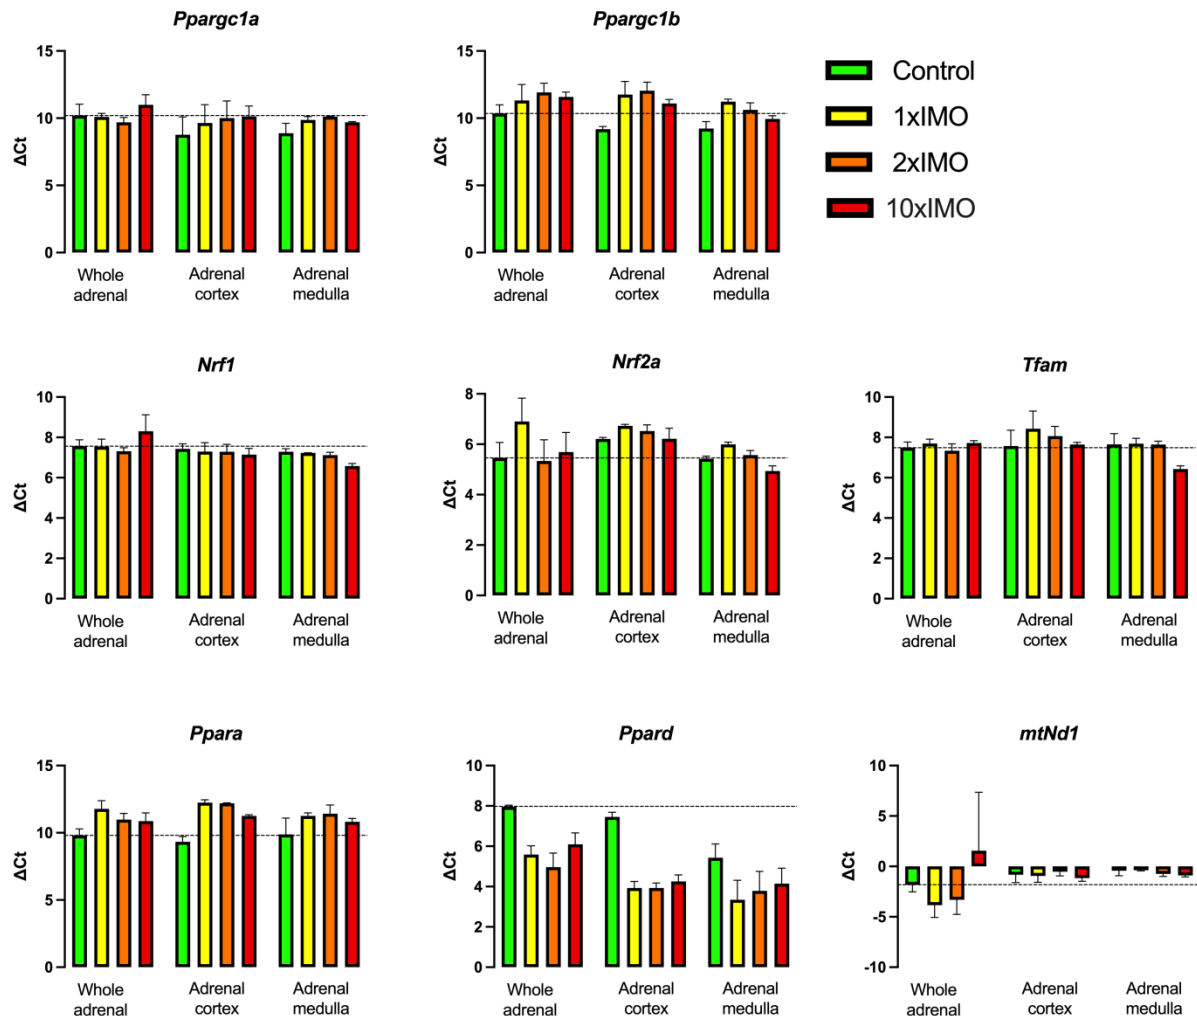 Ppargc1a
15
10
5
0
ΔCt
Whole
adrenal
Adrenal
cortex
Adrenal
medulla
Ppargc1b
15
10
5
0
ΔCt
Whole
adrenal
Adrenal
cortex
Adrenal
medulla
Control
1xIMO
2xIMO
10xIMO
Nrf1
10
8
6
4
2
0
ΔCt
Whole
adrenal
Adrenal
cortex
Adrenal
medulla
Nrf2a
8
6
4
2
0
ΔCt
Whole
adrenal
Adrenal
cortex
Adrenal
medulla
Tfam
10
8
6
4
2
0
ΔCt
Whole
adrenal
Adrenal
cortex
Adrenal
medulla
Ppara
15
10
5
0
ΔCt
Whole
adrenal
Adrenal
cortex
Adrenal
medulla
Ppard
10
8
6
4
2
0
ΔCt
Whole
adrenal
Adrenal
cortex
Adrenal
medulla
mtNd1
10
5
0
-5
-10
ΔCt
Whole
adrenal
Adrenal
cortex
Adrenal
medulla